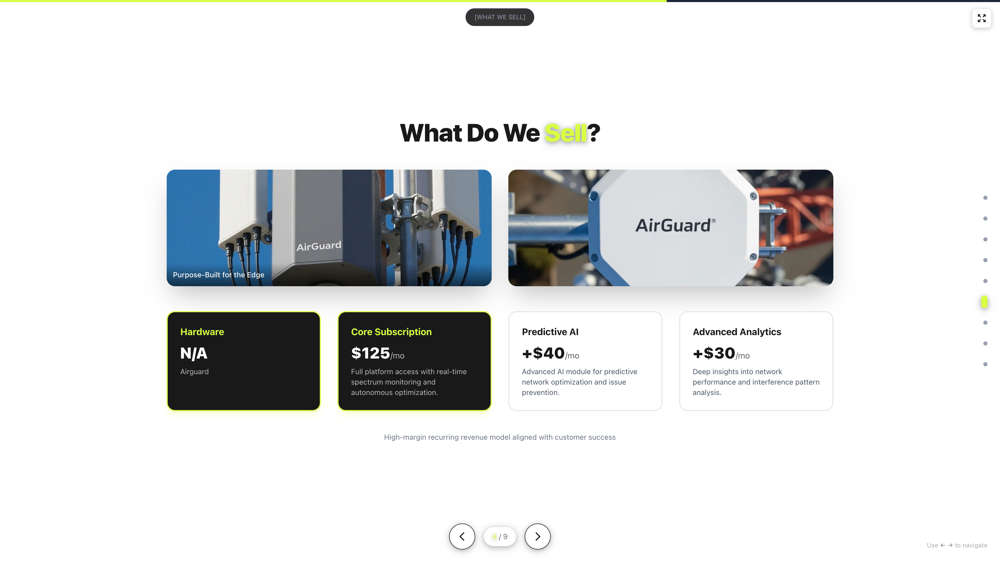 [WHAT WE SELL]
What Do We Sell?
AirGuard
Purpose-Built for the Edge
AirGuard®
Hardware
N/A
Airguard
Core Subscription
$125/mo
Full platform access with real-time
spectrum monitoring and
autonomous optimization.
Predictive AI
+$40/mo
Advanced AI module for predictive
network optimization and issue
prevention.
Advanced Analytics
+$30/mo
Deep insights into network
performance and interference pattern
analysis.
High-margin recurring revenue model aligned with customer success
6 / 9
Use ← → to navigate